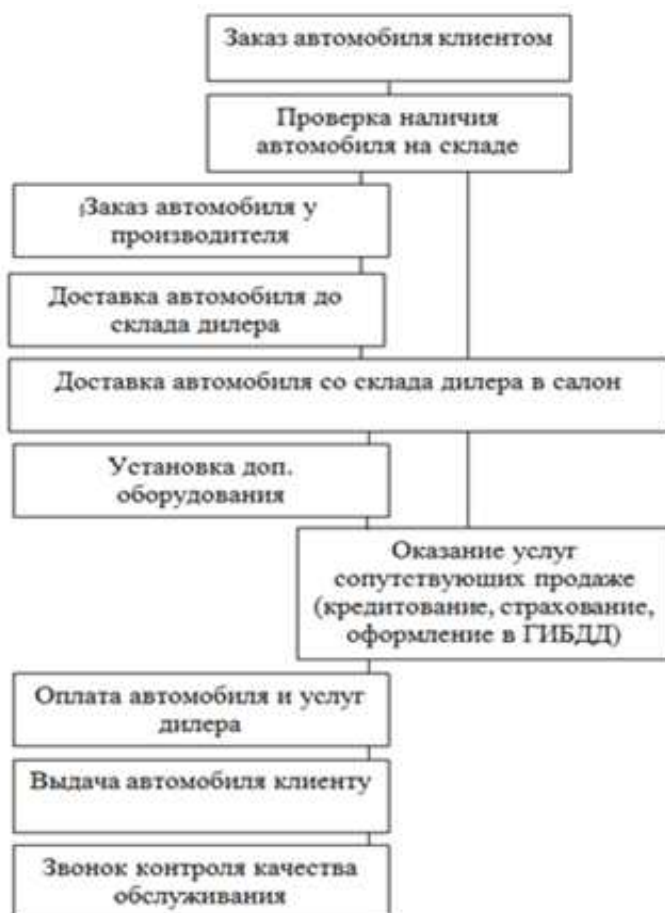 Заказ автомобиля клиентом
Проверка наличия
автомобиля на складе
Заказ автомобиля у
производителя
Доставка автомобиля до
склада дилера
Доставка автомобиля со склада дилера в салон
Установка доп.
оборудования
Оказание услуг
сопутствующих продаже
(кредитование, страхование,
оформление в ГИБДД)
Оплата автомобиля и услуг
дилера
Выдача автомобиля клиенту
Звонок контроля качества
обслуживания